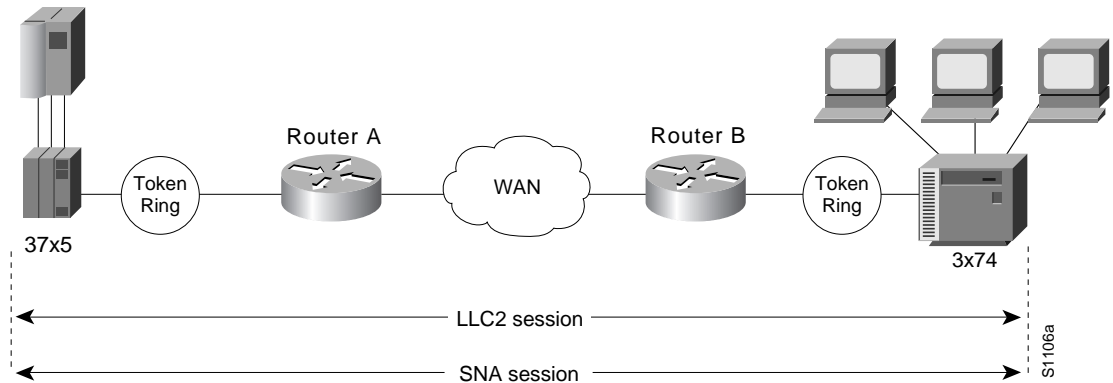 Router A
Router B
Token
Ring
WAN
Token
Ring
37x5
3x74
LLC2 session
SNA session
S1106a